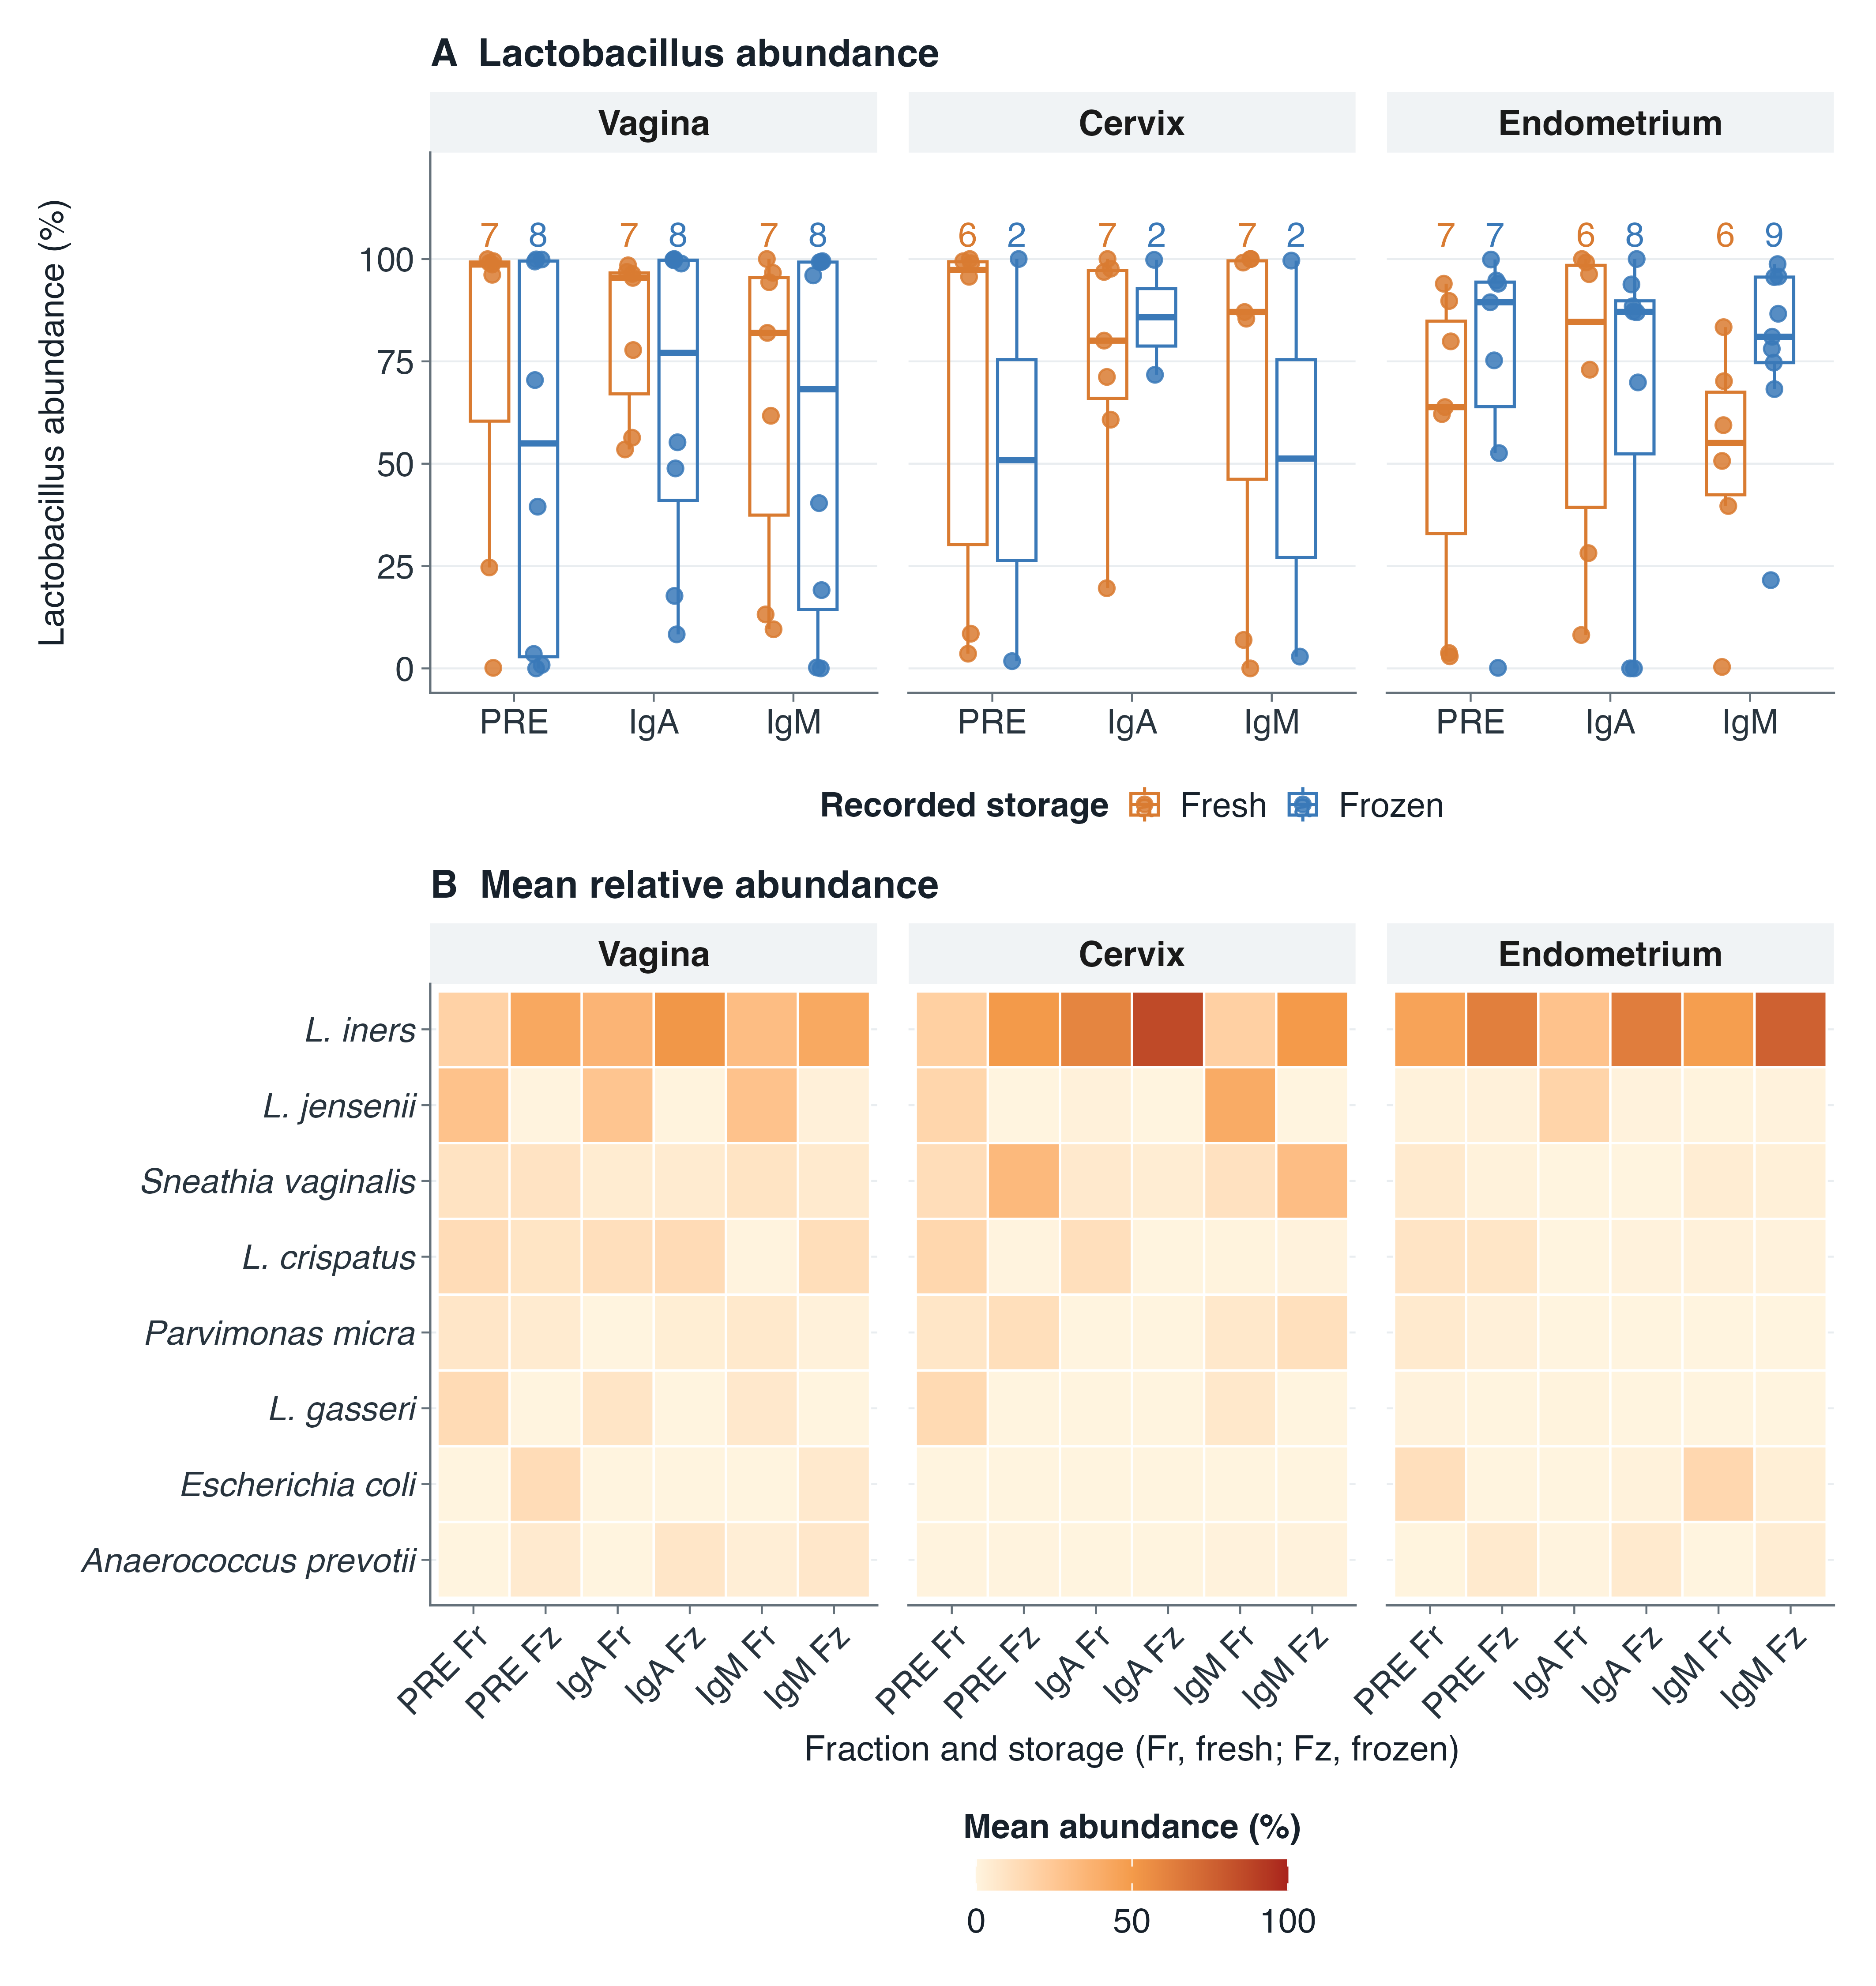 A Lactobacillus abundance
Vagina Cervix Endometrium
Lactobacillus abundance (%)
7 8 7 8 7 8 6 2 7 2 7 2 7 7 6 8 6 9
100
75
50
25
0
PRE IgA IgM PRE IgA IgM PRE IgA IgM
Recorded storage Fresh Frozen
B Mean relative abundance
Vagina Cervix Endometrium
L. iners
L. jensenii
Sneathia vaginalis
L. crispatus
Parvimonas micra
L. gasseri
Escherichia coli
Anaerococcus prevotii
PRE Fr PRE Fz IgA Fr IgA Fz IgM Fr IgM Fz PRE Fr PRE Fz IgA Fr IgA Fz IgM Fr IgM Fz PRE Fr PRE Fz IgA Fr IgA Fz IgM Fr IgM Fz
Fraction and storage (Fr, fresh; Fz, frozen)
Mean abundance (%)
0 50 100